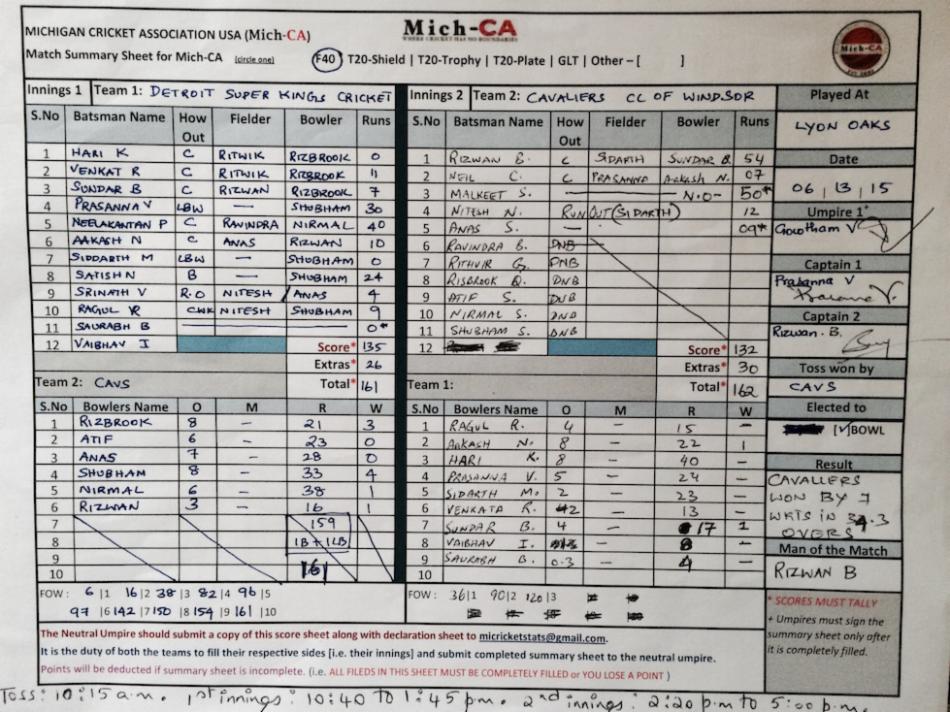 MICHIGAN CRICKET ASSOCIATION USA (Mich-CA)
Mich-CA
WHERE CRICKET HAS NO BOUNDARIES
Mich-CA
Match Summary Sheet for Mich-CA (circle one) F40 | T20-Shield | T20-Trophy | T20-Plate | GLT | Other – [ ]
Innings 1 Team 1: DETROIT SUPER KINGS CRICKET
S.No Batsman Name How Out Fielder Bowler Runs
1 HARI K C RITWIK RIZBROOK 0
2 VENKAT R C RITWIK RIZBROOK 11
3 SUNDAR B C RIZWAN RIZBROOK 7
4 PRASANNA V LBW — SHUBHAM 30
5 NEELAKANTAN P C RAVINDRA NIRMAL 40
6 AAKASH N C ANAS RIZWAN 10
7 SIDDARTH M LBW — SHUBHAM 0
8 SATISH N B — SHUBHAM 24
9 SRINATH V R.O NITESH / ANAS 4
10 RAGUL R CWK NITESH SHUBHAM 9
11 SAURABH B 0*
12 VAIBHAV I Score* 135
Extras* 26
Total* 161
Team 2: CAVS
S.No Bowlers Name O M R W
1 RIZBROOK 8 – 21 3
2 ATIF 6 – 23 0
3 ANAS 7 – 28 0
4 SHUBHAM 8 – 33 4
5 NIRMAL 6 – 38 1
6 RIZWAN 3 – 16 1
7 159
8 1B + 1LB
9 161
10
FOW: 6|1 16|2 38|3 82|4 96|5
97|6 142|7 150|8 154|9 161|10
Innings 2 Team 2: CAVALIERS CC OF WINDSOR
S.No Batsman Name How Out Fielder Bowler Runs
1 RIZWAN B. C SIDARTH SUNDAR B 54
2 NEIL C. C PRASANNA Aakash N. 07
3 MALKEET S. N.O- 50*
4 NITESH N. RUN OUT (SIDARTH) 12
5 ANAS S. — 09*
6 RAVINDRA B. DNB
7 RITHVIR G. DNB
8 RISBROOK Q. DNB
9 ATIF S. DNB
10 NIRMAL S. DNB
11 SHUBHAM S. DNB
12 Score* 132
Extras* 30
Total* 162
Team 1:
S.No Bowlers Name O M R W
1 RAGUL R. 4 — 15 —
2 AAKASH N. 8 — 22 1
3 HARI K. 8 — 40 —
4 PRASANNA V. 5 — 24 —
5 SIDARTH M. 2 — 23 —
6 VENKATA R. 2 — 13 —
7 SUNDAR B. 4 — 17 1
8 VAIBHAV I. — 8 —
9 SAURABH B. 0.3 — 4 —
10
FOW: 36|1 90|2 120|3
Played At
LYON OAKS
Date
06 | 13 | 15
Umpire 1*
Gowtham V
Captain 1
Prasanna V
Captain 2
Rizwan. B.
Toss won by
CAVS
Elected to
[✓]BOWL
Result
CAVALLERS
WON BY 7
WKTS IN 34.3
OVERS
Man of the Match
RIZWAN B
* SCORES MUST TALLY
+ Umpires must sign the
summary sheet only after
it is completely filled.
The Neutral Umpire should submit a copy of this score sheet along with declaration sheet to micricketstats@gmail.com.
It is the duty of both the teams to fill their respective sides [i.e. their innings] and submit completed summary sheet to the neutral umpire.
Points will be deducted if summary sheet is incomplete. (i.e. ALL FILEDS IN THIS SHEET MUST BE COMPLETELY FILLED or YOU LOSE A POINT )
Toss: 10:15 a.m. 1st innings: 10:40 to 1:45 pm. 2nd innings: 2:20 p.m to 5:00 p.m.